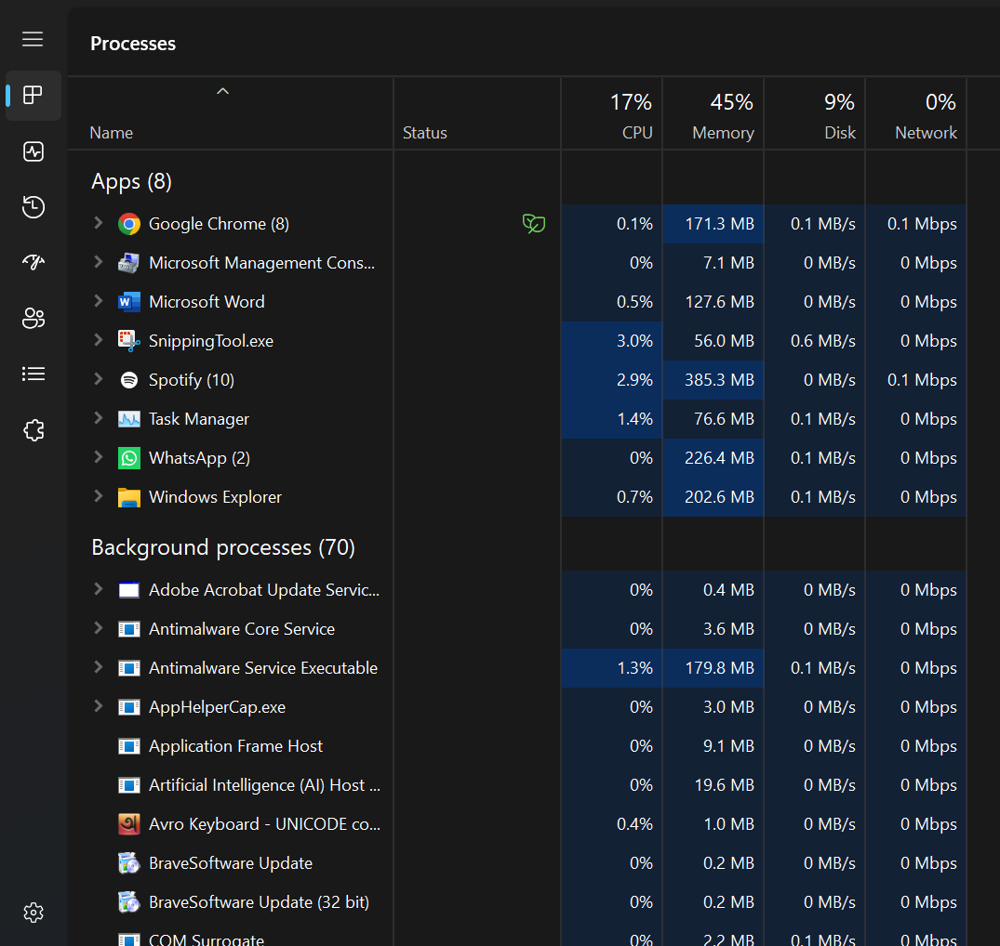 Processes
17% 45% 9% 0%
Name Status CPU Memory Disk Network
Apps (8)
Google Chrome (8) 0.1% 171.3 MB 0.1 MB/s 0.1 Mbps
Microsoft Management Cons... 0% 7.1 MB 0 MB/s 0 Mbps
Microsoft Word 0.5% 127.6 MB 0 MB/s 0 Mbps
SnippingTool.exe 3.0% 56.0 MB 0.6 MB/s 0 Mbps
Spotify (10) 2.9% 385.3 MB 0 MB/s 0.1 Mbps
Task Manager 1.4% 76.6 MB 0.1 MB/s 0 Mbps
WhatsApp (2) 0% 226.4 MB 0.1 MB/s 0 Mbps
Windows Explorer 0.7% 202.6 MB 0.1 MB/s 0 Mbps
Background processes (70)
Adobe Acrobat Update Servic... 0% 0.4 MB 0 MB/s 0 Mbps
Antimalware Core Service 0% 3.6 MB 0 MB/s 0 Mbps
Antimalware Service Executable 1.3% 179.8 MB 0.1 MB/s 0 Mbps
AppHelperCap.exe 0% 3.0 MB 0 MB/s 0 Mbps
Application Frame Host 0% 9.1 MB 0 MB/s 0 Mbps
Artificial Intelligence (AI) Host ... 0% 19.6 MB 0 MB/s 0 Mbps
Avro Keyboard - UNICODE co... 0.4% 1.0 MB 0 MB/s 0 Mbps
BraveSoftware Update 0% 0.2 MB 0 MB/s 0 Mbps
BraveSoftware Update (32 bit) 0% 0.2 MB 0 MB/s 0 Mbps
COM Surrogate 0% 2.2 MB 0.1 MB/s 0 Mbps